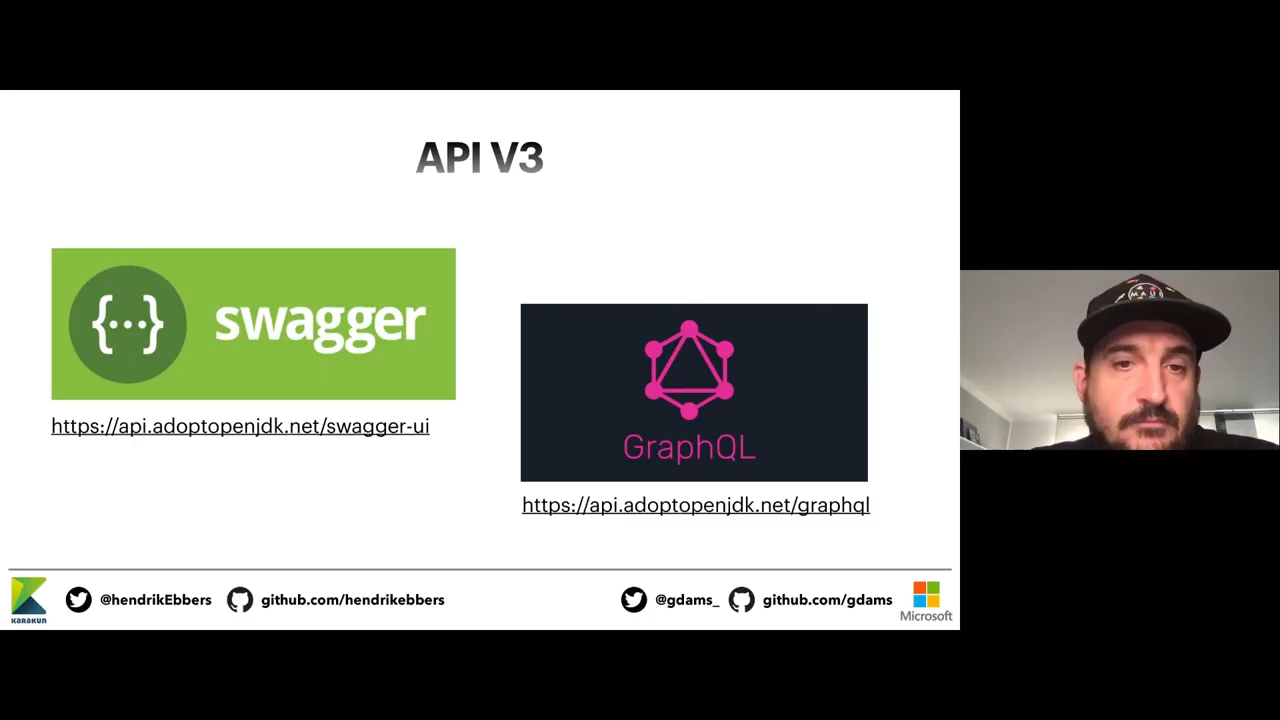 API V3
{···} swagger
https://api.adoptopenjdk.net/swagger-ui
GraphQL
https://api.adoptopenjdk.net/graphql
KARAKUN
@hendrikEbbers
github.com/hendrikebbers
@gdams_
github.com/gdams
Microsoft